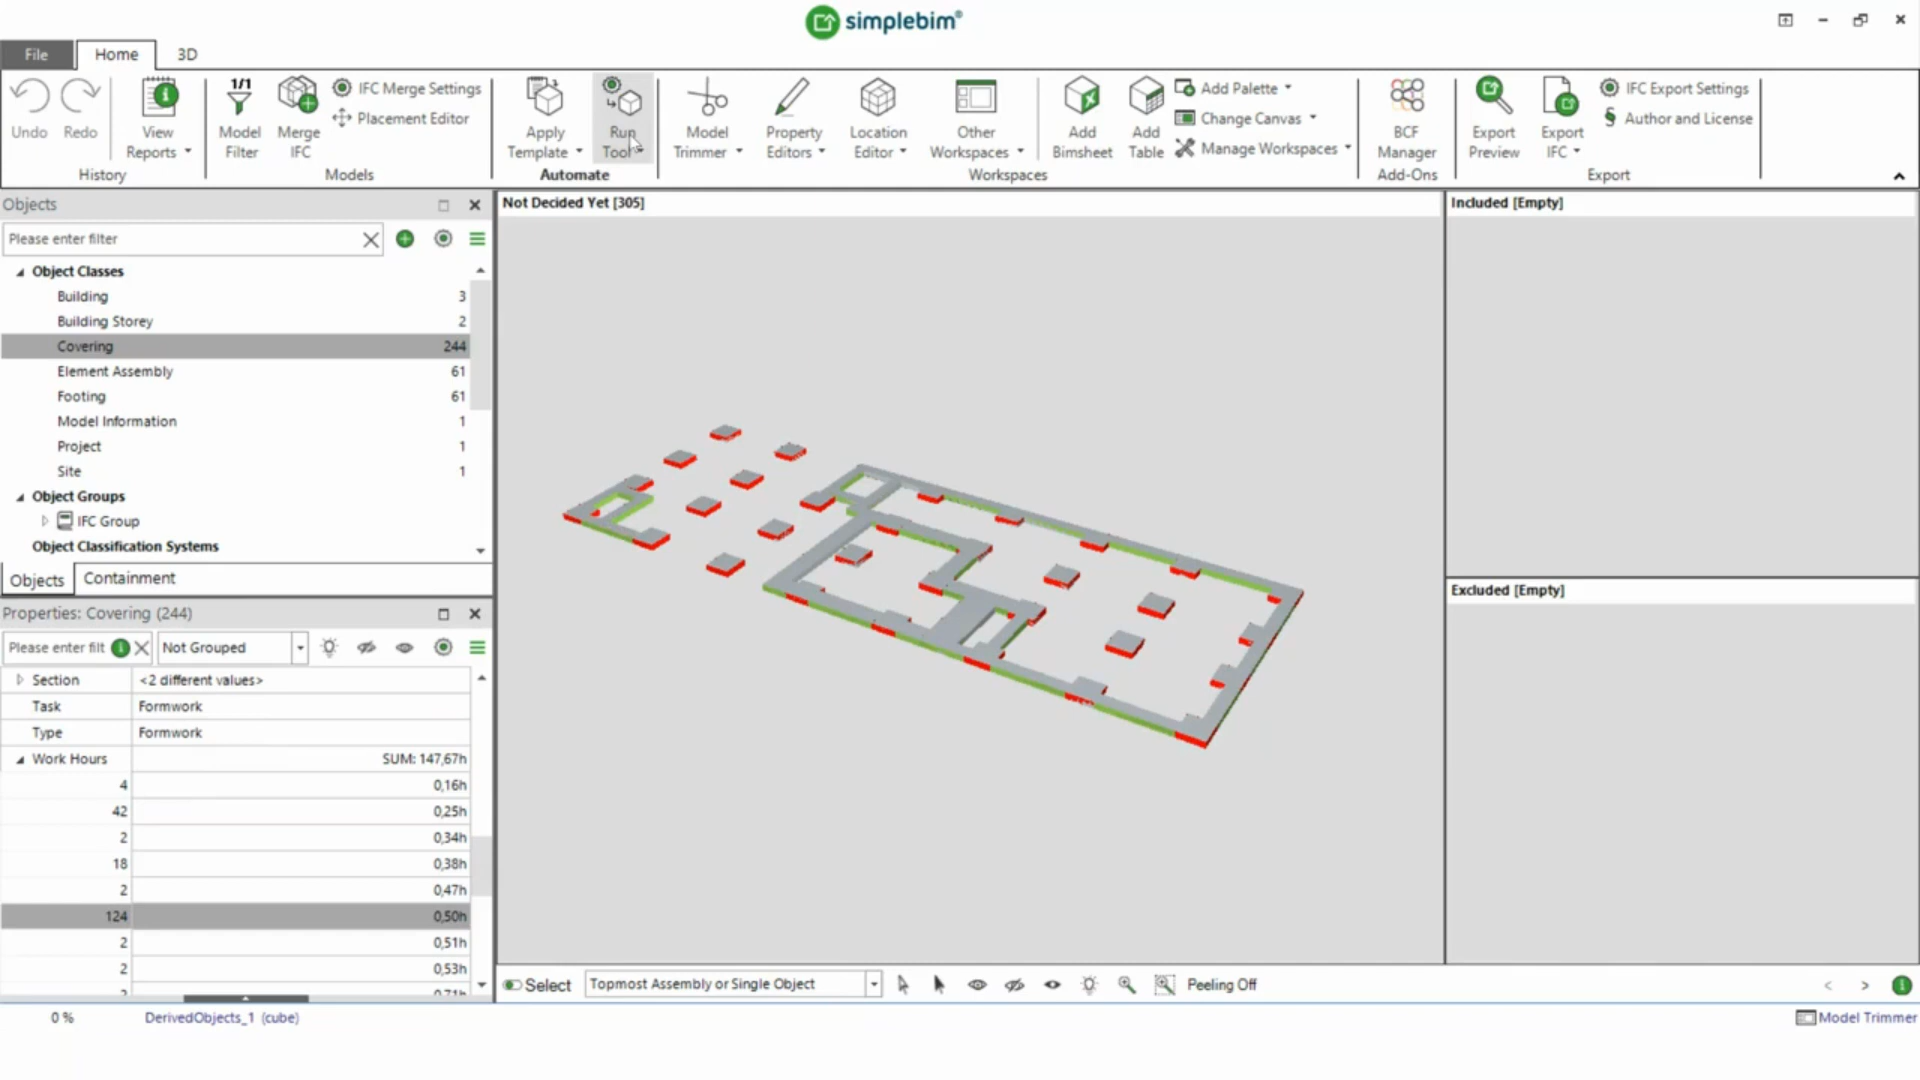 simplebim®
File
Home
3D
Undo
Redo
View
Reports
History
1/1
Model
Filter
Merge
IFC
IFC Merge Settings
Placement Editor
Models
Apply
Template
Run
Tool
Automate
Model
Trimmer
Property
Editors
Location
Editor
Other
Workspaces
Add
Bimsheet
Add
Table
Add Palette
Change Canvas
Manage Workspaces
Workspaces
BCF
Manager
Add-Ons
Export
Preview
Export
IFC
IFC Export Settings
Author and License
Export
Objects
Please enter filter
Object Classes
Building 3
Building Storey 2
Covering 244
Element Assembly 61
Footing 61
Model Information 1
Project 1
Site 1
Object Groups
IFC Group
Object Classification Systems
Objects
Containment
Properties: Covering (244)
Please enter filt
Not Grouped
Section <2 different values>
Task Formwork
Type Formwork
Work Hours SUM: 147,67h
4 0,16h
42 0,25h
2 0,34h
18 0,38h
2 0,47h
124 0,50h
2 0,51h
2 0,53h
2 0,71h
Not Decided Yet [305]
Included [Empty]
Excluded [Empty]
Select
Topmost Assembly or Single Object
Peeling Off
0 %
DerivedObjects_1 (cube)
Model Trimmer